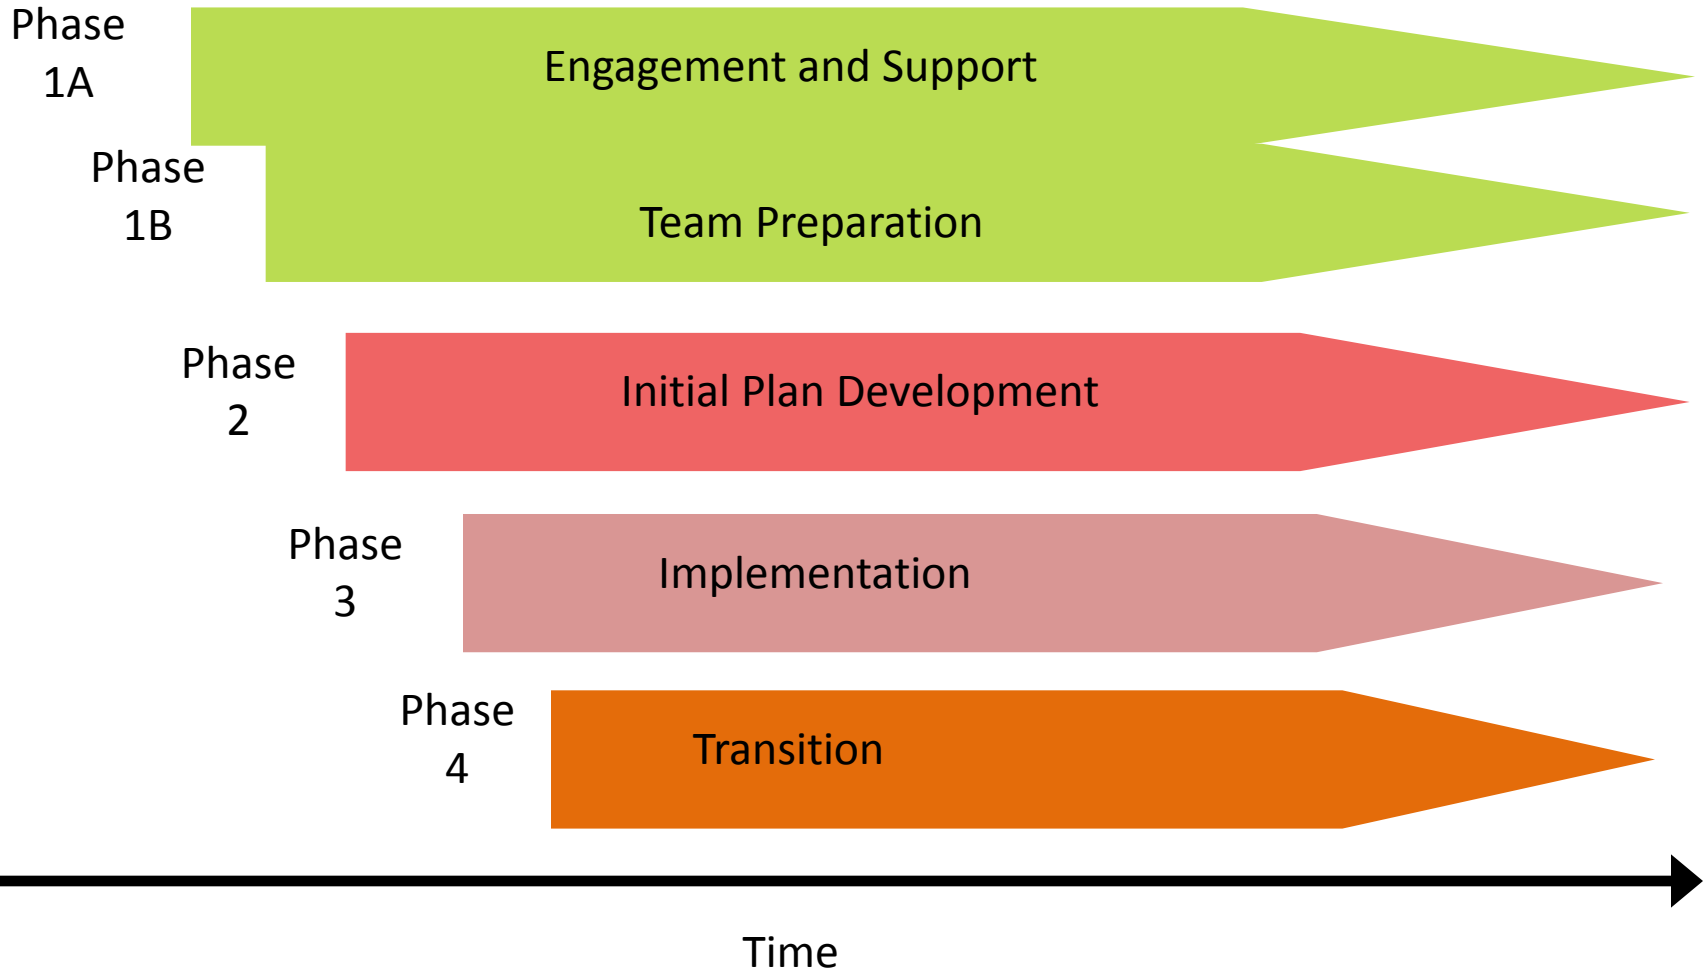 Phase
1A
Engagement and Support
Phase
1B
Team Preparation
Phase
2
Initial Plan Development
Phase
3
Implementation
Phase
4
Transition
Time